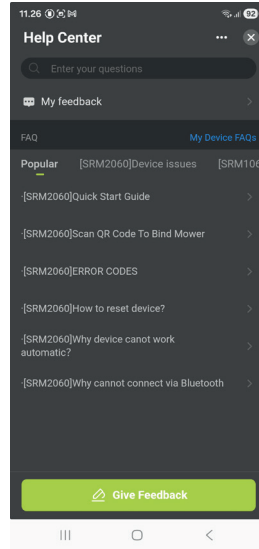 11.26
92
Help Center
Enter your questions
My feedback
FAQ
My Device FAQs
Popular
[SRM2060]Device issues
[SRM106
·[SRM2060]Quick Start Guide
·[SRM2060]Scan QR Code To Bind Mower
·[SRM2060]ERROR CODES
·[SRM2060]How to reset device?
·[SRM2060]Why device canot work
automatic?
·[SRM2060]Why cannot connect via Bluetooth
Give Feedback